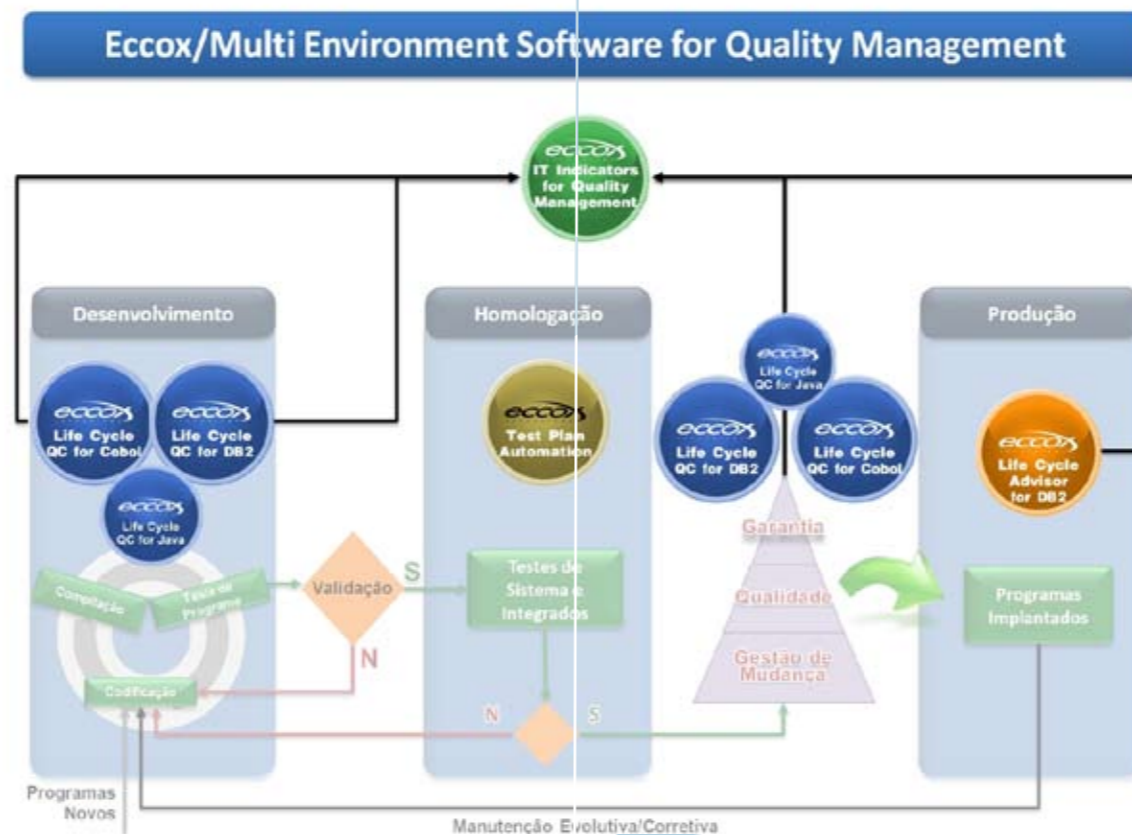 Eccox/Multi Environment Software for Quality Management
eccox
IT Indicators
for Quality
Management
Desenvolvimento
Homologação
Produção
eccox
Life Cycle
QC for Cobol
eccox
Life Cycle
QC for DB2
eccox
Life Cycle
QC for Java
eccox
Test Plan
Automation
eccox
Life Cycle
QC for Java
eccox
Life Cycle
QC for DB2
eccox
Life Cycle
QC for Cobol
eccox
Life Cycle
Advisor
for DB2
Compilação
Teste de
Programa
Validação
S
N
Codificação
Testes de
Sistema e
Integrados
N
S
Garantia
Qualidade
Gestão de
Mudança
Programas
Implantados
Programas
Novos
Manutenção Evolutiva/Corretiva